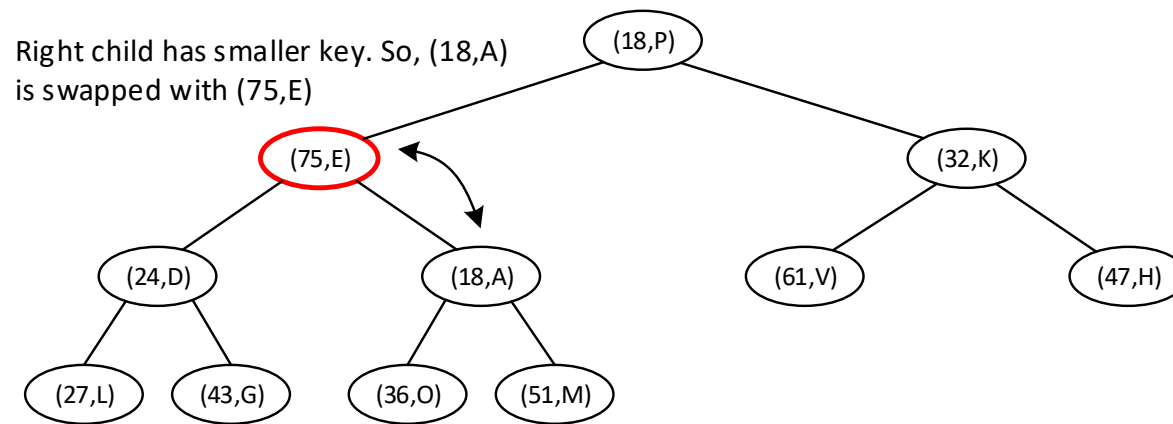 Right child has smaller key. So, (18,A)
is swapped with (75,E)
(18,P)
(75,E)
(32,K)
(24,D)
(18,A)
(61,V)
(47,H)
(27,L)
(43,G)
(36,O)
(51,M)